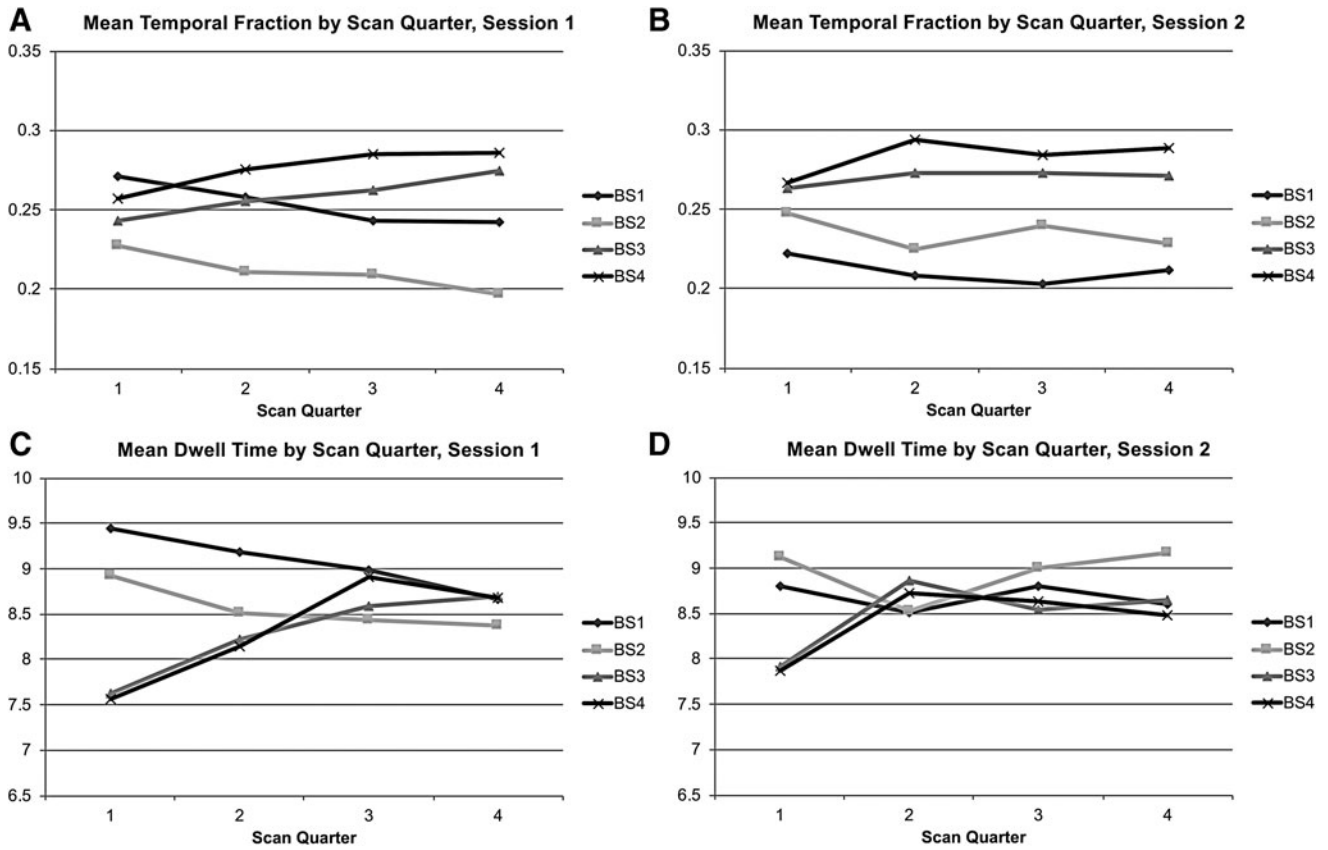 A
Mean Temporal Fraction by Scan Quarter, Session 1
0.35
0.3
0.25
0.2
0.15
1 2 3 4
Scan Quarter
BS1
BS2
BS3
BS4
B
Mean Temporal Fraction by Scan Quarter, Session 2
0.35
0.3
0.25
0.2
0.15
1 2 3 4
Scan Quarter
BS1
BS2
BS3
BS4
C
Mean Dwell Time by Scan Quarter, Session 1
10
9.5
9
8.5
8
7.5
7
6.5
1 2 3 4
Scan Quarter
BS1
BS2
BS3
BS4
D
Mean Dwell Time by Scan Quarter, Session 2
10
9.5
9
8.5
8
7.5
7
6.5
1 2 3 4
Scan Quarter
BS1
BS2
BS3
BS4